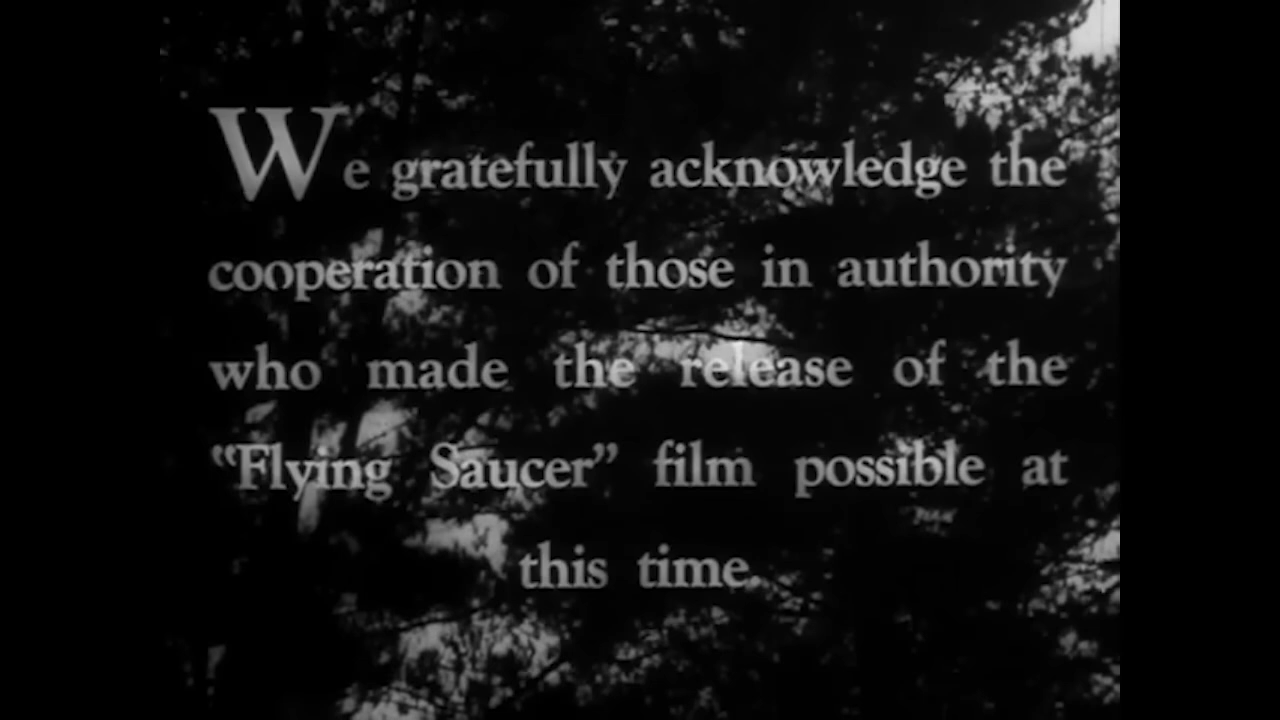 We gratefully acknowledge the
cooperation of those in authority
who made the release of the
“Flying Saucer” film possible at
this time.